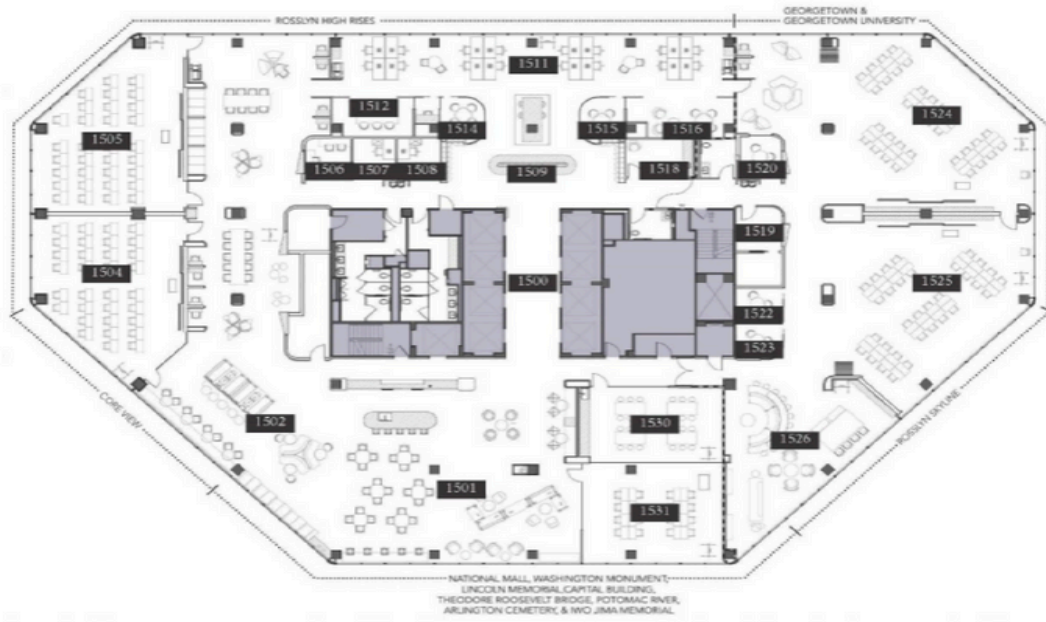 ROSSLYN HIGH RISES
GEORGETOWN &
GEORGETOWN UNIVERSITY
1511
1512
1514
1515
1516
1524
1505
1506
1507
1508
1509
1518
1520
1519
1504
1500
1525
1522
1523
CORE VIEW
1502
1530
1526
ROSSLYN SKYLINE
1501
1531
NATIONAL MALL, WASHINGTON MONUMENT,
LINCOLN MEMORIAL,CAPITAL BUILDING,
THEODORE ROOSEVELT BRIDGE, POTOMAC RIVER,
ARLINGTON CEMETERY, & IWO JIMA MEMORIAL